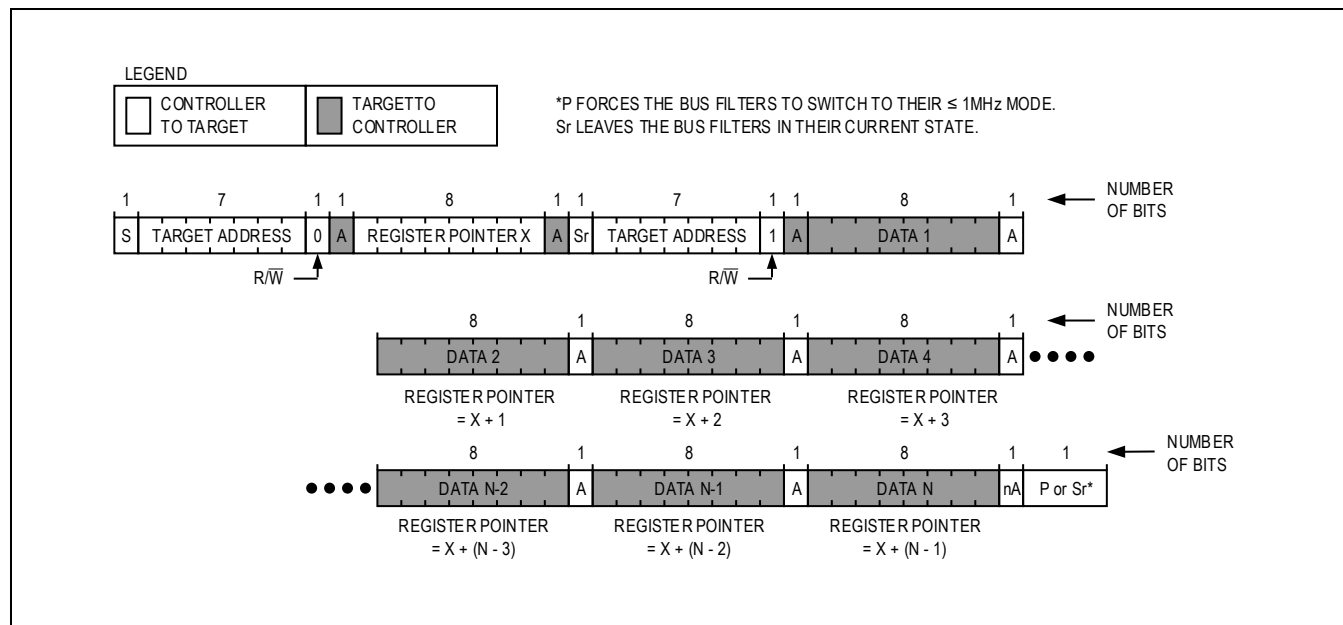 LEGEND
CONTROLLER TO TARGET
TARGETTO CONTROLLER
*P FORCES THE BUS FILTERS TO SWITCH TO THEIR ≤ 1MHz MODE.
Sr LEAVES THE BUS FILTERS IN THEIR CURRENT STATE.
1 7 1 1 8 1 1 7 1 1 8 1 NUMBER OF BITS
S TARGET ADDRESS 0 A REGISTER POINTER X A Sr TARGET ADDRESS 1 A DATA 1 A
R/W̅ R/W̅
8 1 8 1 8 1 NUMBER OF BITS
DATA 2 A DATA 3 A DATA 4 A
REGISTER POINTER REGISTER POINTER REGISTER POINTER
= X + 1 = X + 2 = X + 3
8 1 8 1 8 1 1 NUMBER OF BITS
DATA N-2 A DATA N-1 A DATA N nA P or Sr*
REGISTER POINTER REGISTER POINTER REGISTER POINTER
= X + (N - 3) = X + (N - 2) = X + (N - 1)